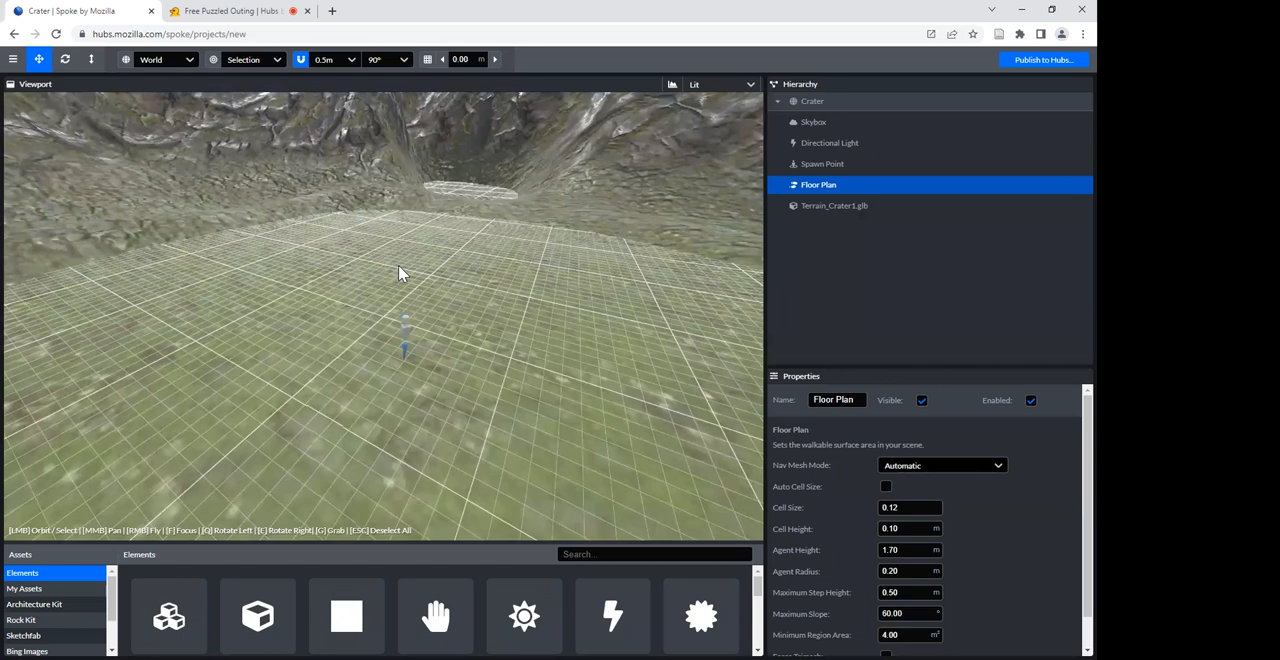 Crater | Spoke by Mozilla
Free Puzzled Outing | Hubs
hubs.mozilla.com/spoke/projects/new
World
Selection
0.5m
90°
0.00 m
Publish to Hubs...
Viewport
Lit
Hierarchy
Crater
Skybox
Directional Light
Spawn Point
Floor Plan
Terrain_Crater1.glb
[LMB] Orbit / Select | [MMB] Pan | [RMB] Fly | [F] Focus | [Q] Rotate Left | [E] Rotate Right| [G] Grab | [ESC] Deselect All
Properties
Name: Floor Plan Visible: Enabled:
Floor Plan
Sets the walkable surface area in your scene.
Nav Mesh Mode: Automatic
Auto Cell Size:
Cell Size: 0.12
Cell Height: 0.10 m
Agent Height: 1.70 m
Agent Radius: 0.20 m
Maximum Step Height: 0.50 m
Maximum Slope: 60.00 °
Minimum Region Area: 4.00 m²
Assets
Elements
My Assets
Architecture Kit
Rock Kit
Sketchfab
Bing Images
Elements
Search...